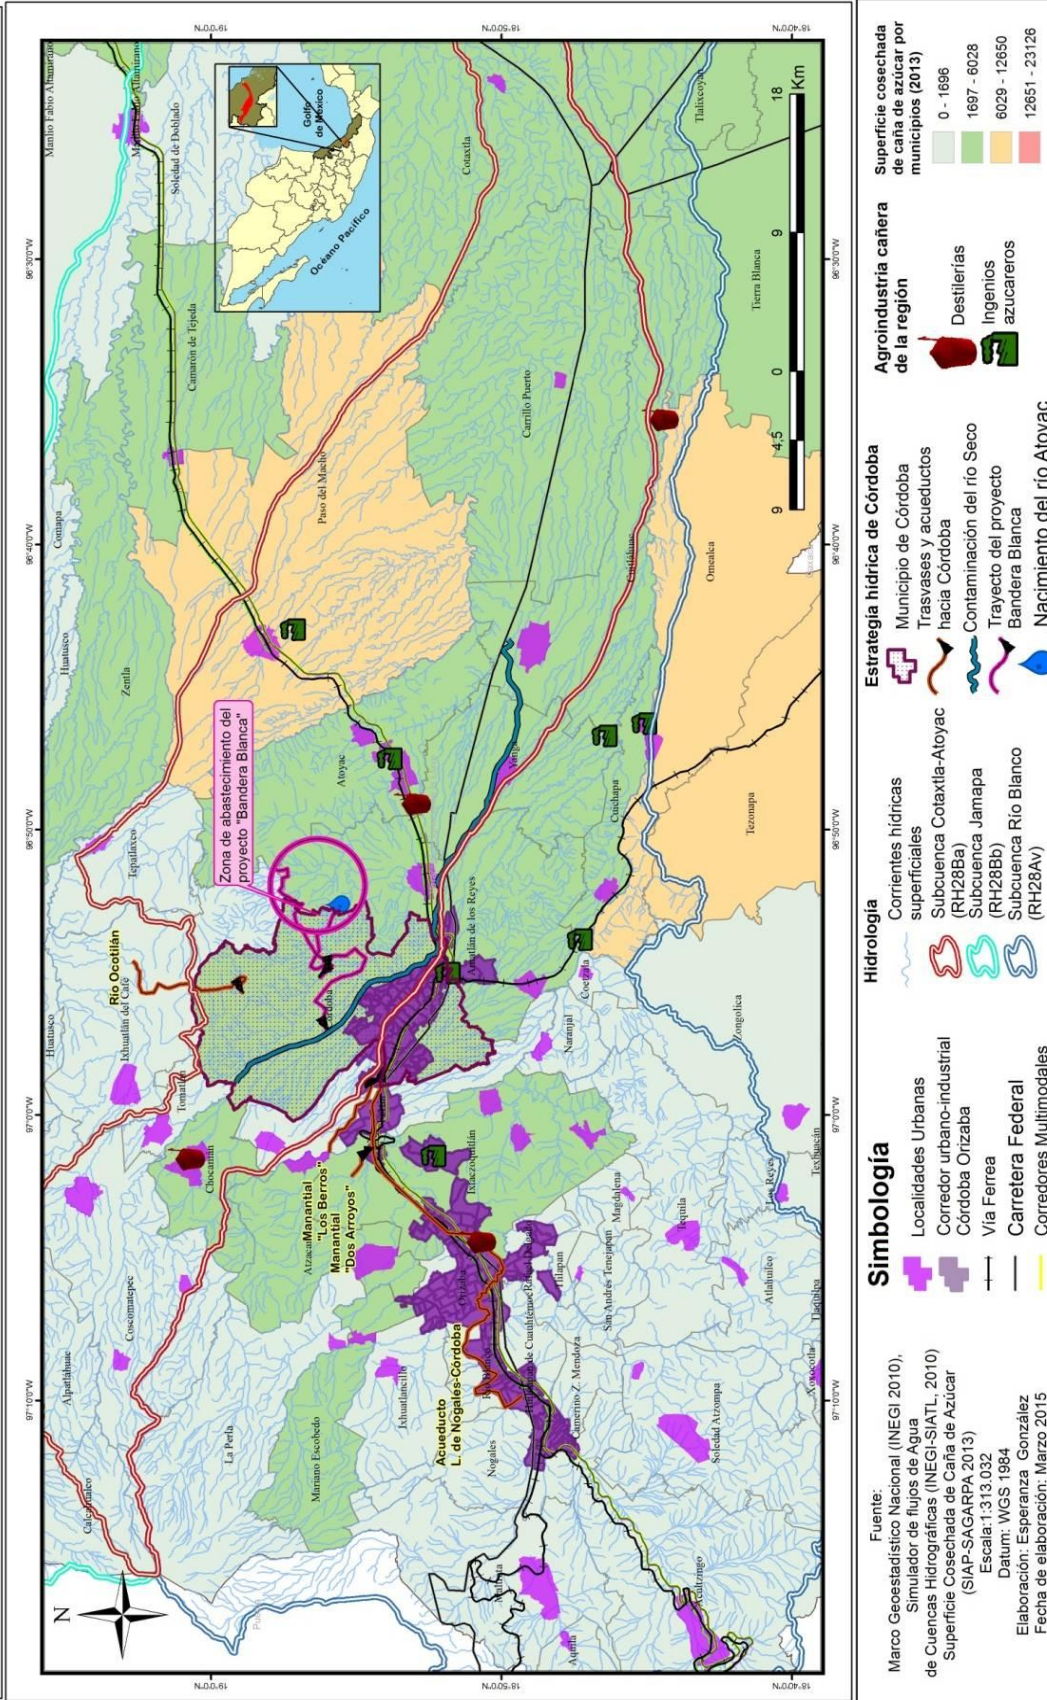 96°30'0"W
96°40'0"W
96°50'0"W
97°0'0"W
97°10'0"W
19°0'0"N
18°50'0"N
18°40'0"N
N
Manlio Fabio Altamirano
Soledad de Doblado
Camarón de Tejeda
Comapa
Huatusco
Zentla
Paso del Macho
Cotaxtla
Tlalixcoyan
Tierra Blanca
Carrillo Puerto
Cuitláhuac
Omealca
Tezonapa
Cuichapa
Yanga
Atoyac
Amatlán de los Reyes
Tepatlaxco
Zona de abastecimiento del
proyecto "Bandera Blanca"
Río Ocotilán
Ixhuatlán del Café
Huatusco
Tomatlán
Chocamán
Córdoba
Coetzala
Naranjal
Zongolica
Manantial
"Los Berros"
Manantial
"Dos Arroyos"
Ixtaczoquitlán
Magdalena
Tequila
San Andrés Tenejapan
Tlilapan
Los Reyes
Texhuacán
Atlahuilco
Tlaquilpa
Xoxocotla
Soledad Atzompa
Camerino Z. Mendoza
Orizaba
Río Blanco
Nogales
Acueducto
L. de Nogales-Córdoba
Ixhuatlancillo
Mariano Escobedo
La Perla
Coscomatepec
Alpatláhuac
Calcahualco
Maltrata
Aquila
Acultzingo
Golfo
de México
Océano Pacífico
9
4.5
0
9
18
Km
Fuente:
Marco Geoestadístico Nacional (INEGI 2010),
Simulador de flujos de Agua
de Cuencas Hidrográficas (INEGI-SIATL, 2010)
Superficie Cosechada de Caña de Azúcar
(SIAP-SAGARPA 2013)
Escala:1:313.032
Datum: WGS 1984
Elaboración: Esperanza González
Fecha de elaboración: Marzo 2015
Simbología
Localidades Urbanas
Corredor urbano-industrial
Córdoba Orizaba
Vía Ferrea
Carretera Federal
Corredores Multimodales
Hidrología
Corrientes hídricas
superficiales
Subcuenca Cotaxtla-Atoyac
(RH28Ba)
Subcuenca Jamapa
(RH28Bb)
Subcuenca Río Blanco
(RH28Av)
Estrategia hídrica de Córdoba
Municipio de Córdoba
Trasvases y acueductos
hacia Córdoba
Contaminación del río Seco
Trayecto del proyecto
Bandera Blanca
Nacimiento del río Atoyac
Agroindustria cañera
de la región
Destilerías
Ingenios
azucareros
Superficie cosechada
de caña de azúcar por
municipios (2013)
0 - 1696
1697 - 6028
6029 - 12650
12651 - 23126